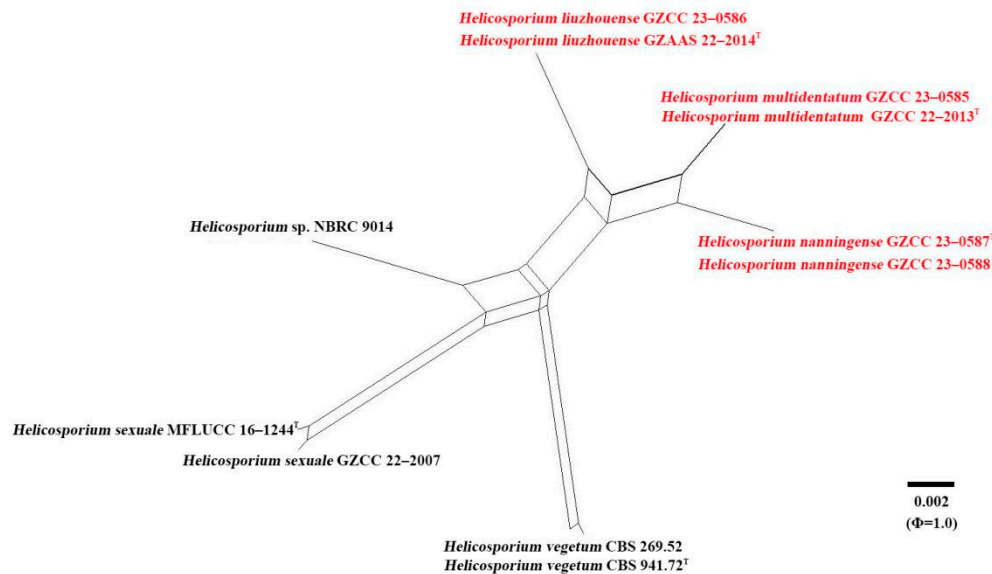 Helicosporium liuzhouense GZCC 23–0586
Helicosporium liuzhouense GZAAS 22–2014ᵀ
Helicosporium multidentatum GZCC 23–0585
Helicosporium multidentatum GZCC 22–2013ᵀ
Helicosporium sp. NBRC 9014
Helicosporium nanningense GZCC 23–0587ᵀ
Helicosporium nanningense GZCC 23–0588
Helicosporium sexuale MFLUCC 16–1244ᵀ
Helicosporium sexuale GZCC 22–2007
0.002
(Φ=1.0)
Helicosporium vegetum CBS 269.52
Helicosporium vegetum CBS 941.72ᵀ